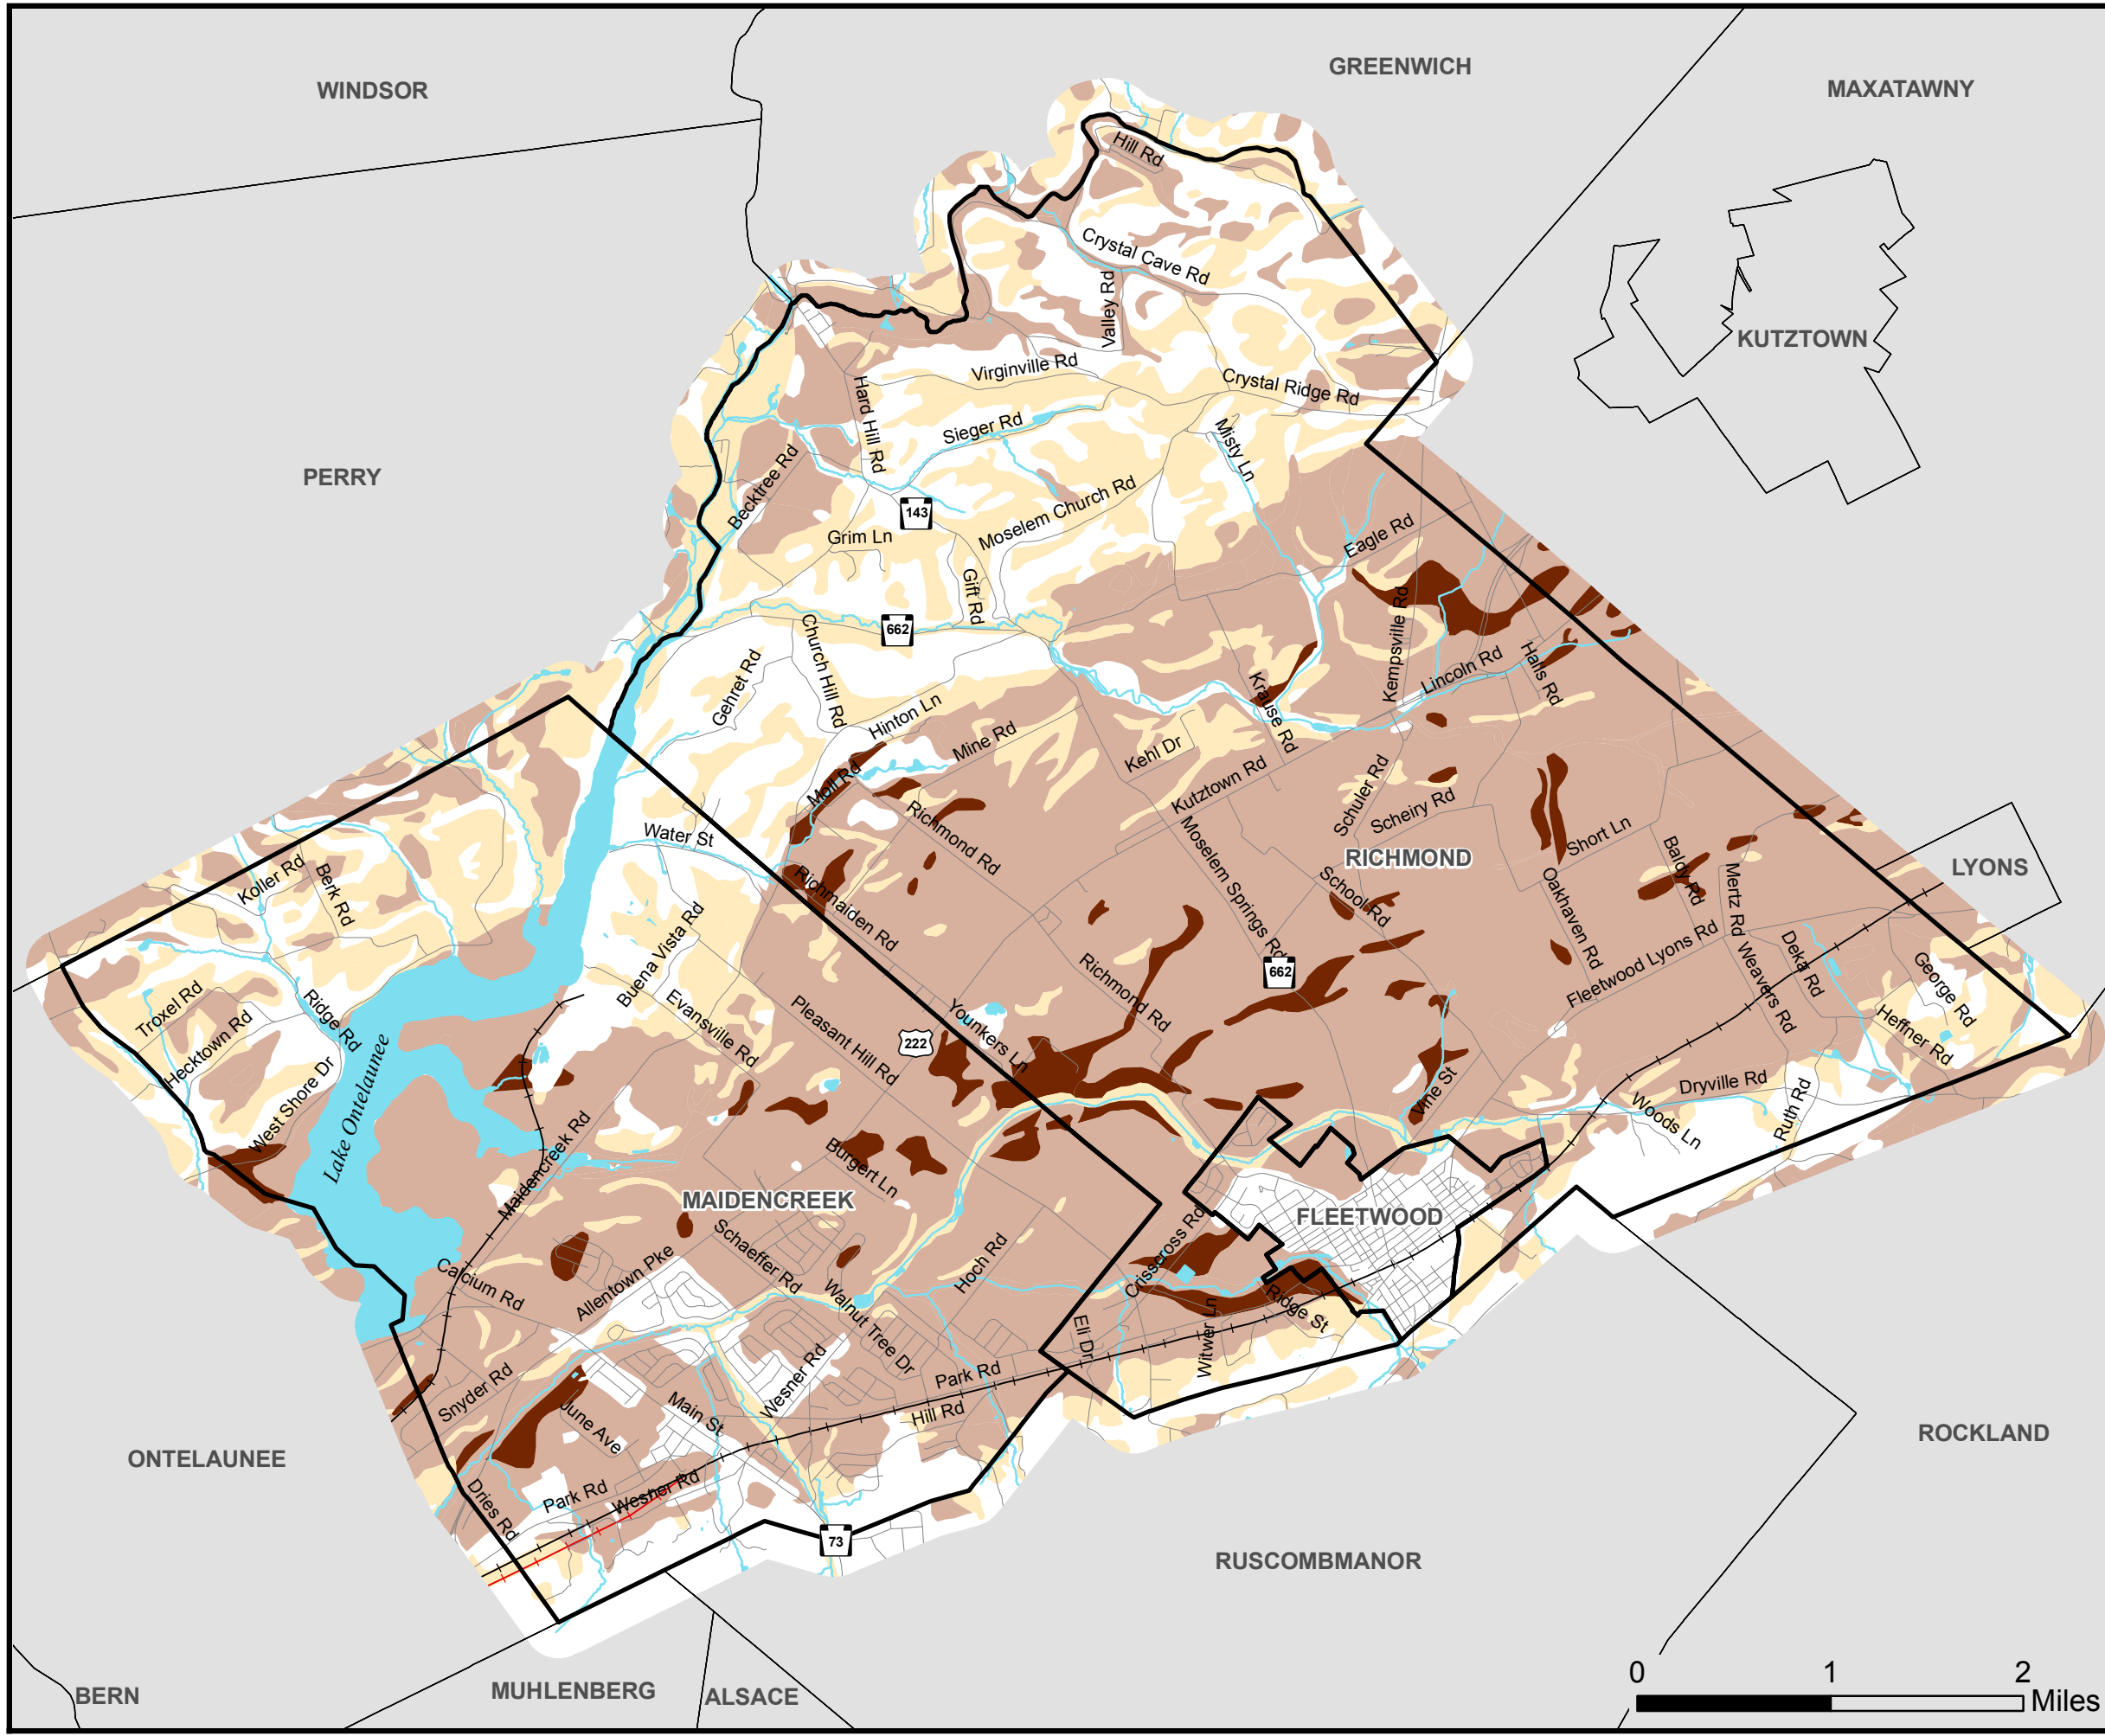 GREENWICH
WINDSOR
MAXATAWNY
Hill Rd
Crystal Cave Rd
Valley Rd
KUTZTOWN
Virginville Rd
Crystal Ridge Rd
Hard Hill Rd
Sieger Rd
Misty Ln
PERRY
Becktree Rd
143
Moselem Church Rd
Grim Ln
Eagle Rd
Gift Rd
662
Kempsville Rd
Church Hill Rd
Gehret Rd
Lincoln Rd
Halls Rd
Krause Rd
Hinton Ln
Mine Rd
Kehl Dr
Moll Rd
Kutztown Rd
Schuler Rd
Richmond Rd
Scheiry Rd
Water St
Moselem Springs Rd
Short Ln
RICHMOND
LYONS
Koller Rd
Berk Rd
Richmaiden Rd
School Rd
Oakhaven Rd
Baldy Rd
Mertz Rd
Buena Vista Rd
Fleetwood Lyons Rd
Weavers Rd
Deka Rd
George Rd
662
Troxel Rd
Ridge Rd
Evansville Rd
Pleasant Hill Rd
Richmond Rd
Hecktown Rd
Younkers Ln
222
Heffner Rd
Lake Ontelaunee
West Shore Dr
Vine St
Dryville Rd
Woods Ln
Ruth Rd
Maidencreek Rd
Burgert Ln
MAIDENCREEK
FLEETWOOD
Crisscross Rd
Schaeffer Rd
Hoch Rd
Allentown Pke
Calcium Rd
Walnut Tree Dr
Ridge St
Eli Dr
Witwer Ln
Snyder Rd
Wesner Rd
Park Rd
Main St
Hill Rd
June Ave
ONTELAUNEE
ROCKLAND
Dries Rd
Park Rd
Wesner Rd
73
RUSCOMBMANOR
BERN
MUHLENBERG
ALSACE
0 1 2
Miles